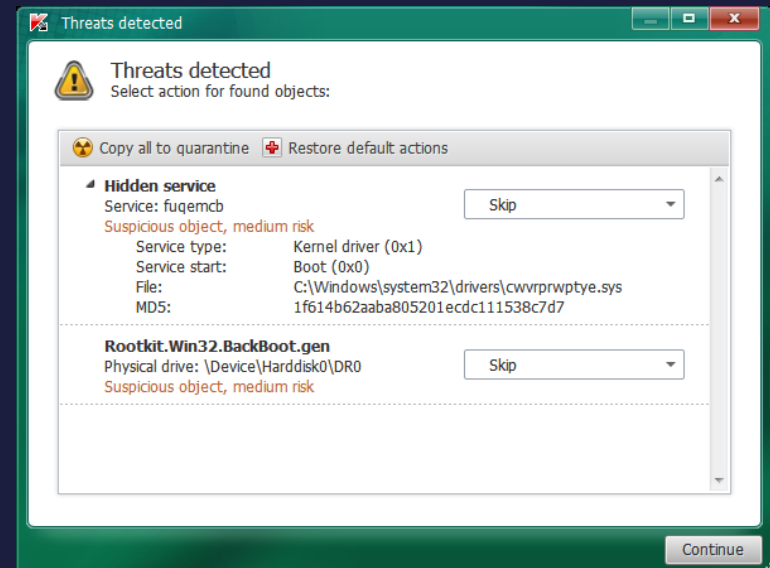 Threats detected
Threats detected
Select action for found objects:
Copy all to quarantine Restore default actions
Hidden service
Service: fuqemcb Skip
Suspicious object, medium risk
Service type: Kernel driver (0x1)
Service start: Boot (0x0)
File: C:\Windows\system32\drivers\cwvrprwptye.sys
MD5: 1f614b62aaba805201ecdc111538c7d7
Rootkit.Win32.BackBoot.gen
Physical drive: \Device\Harddisk0\DR0 Skip
Suspicious object, medium risk
Continue